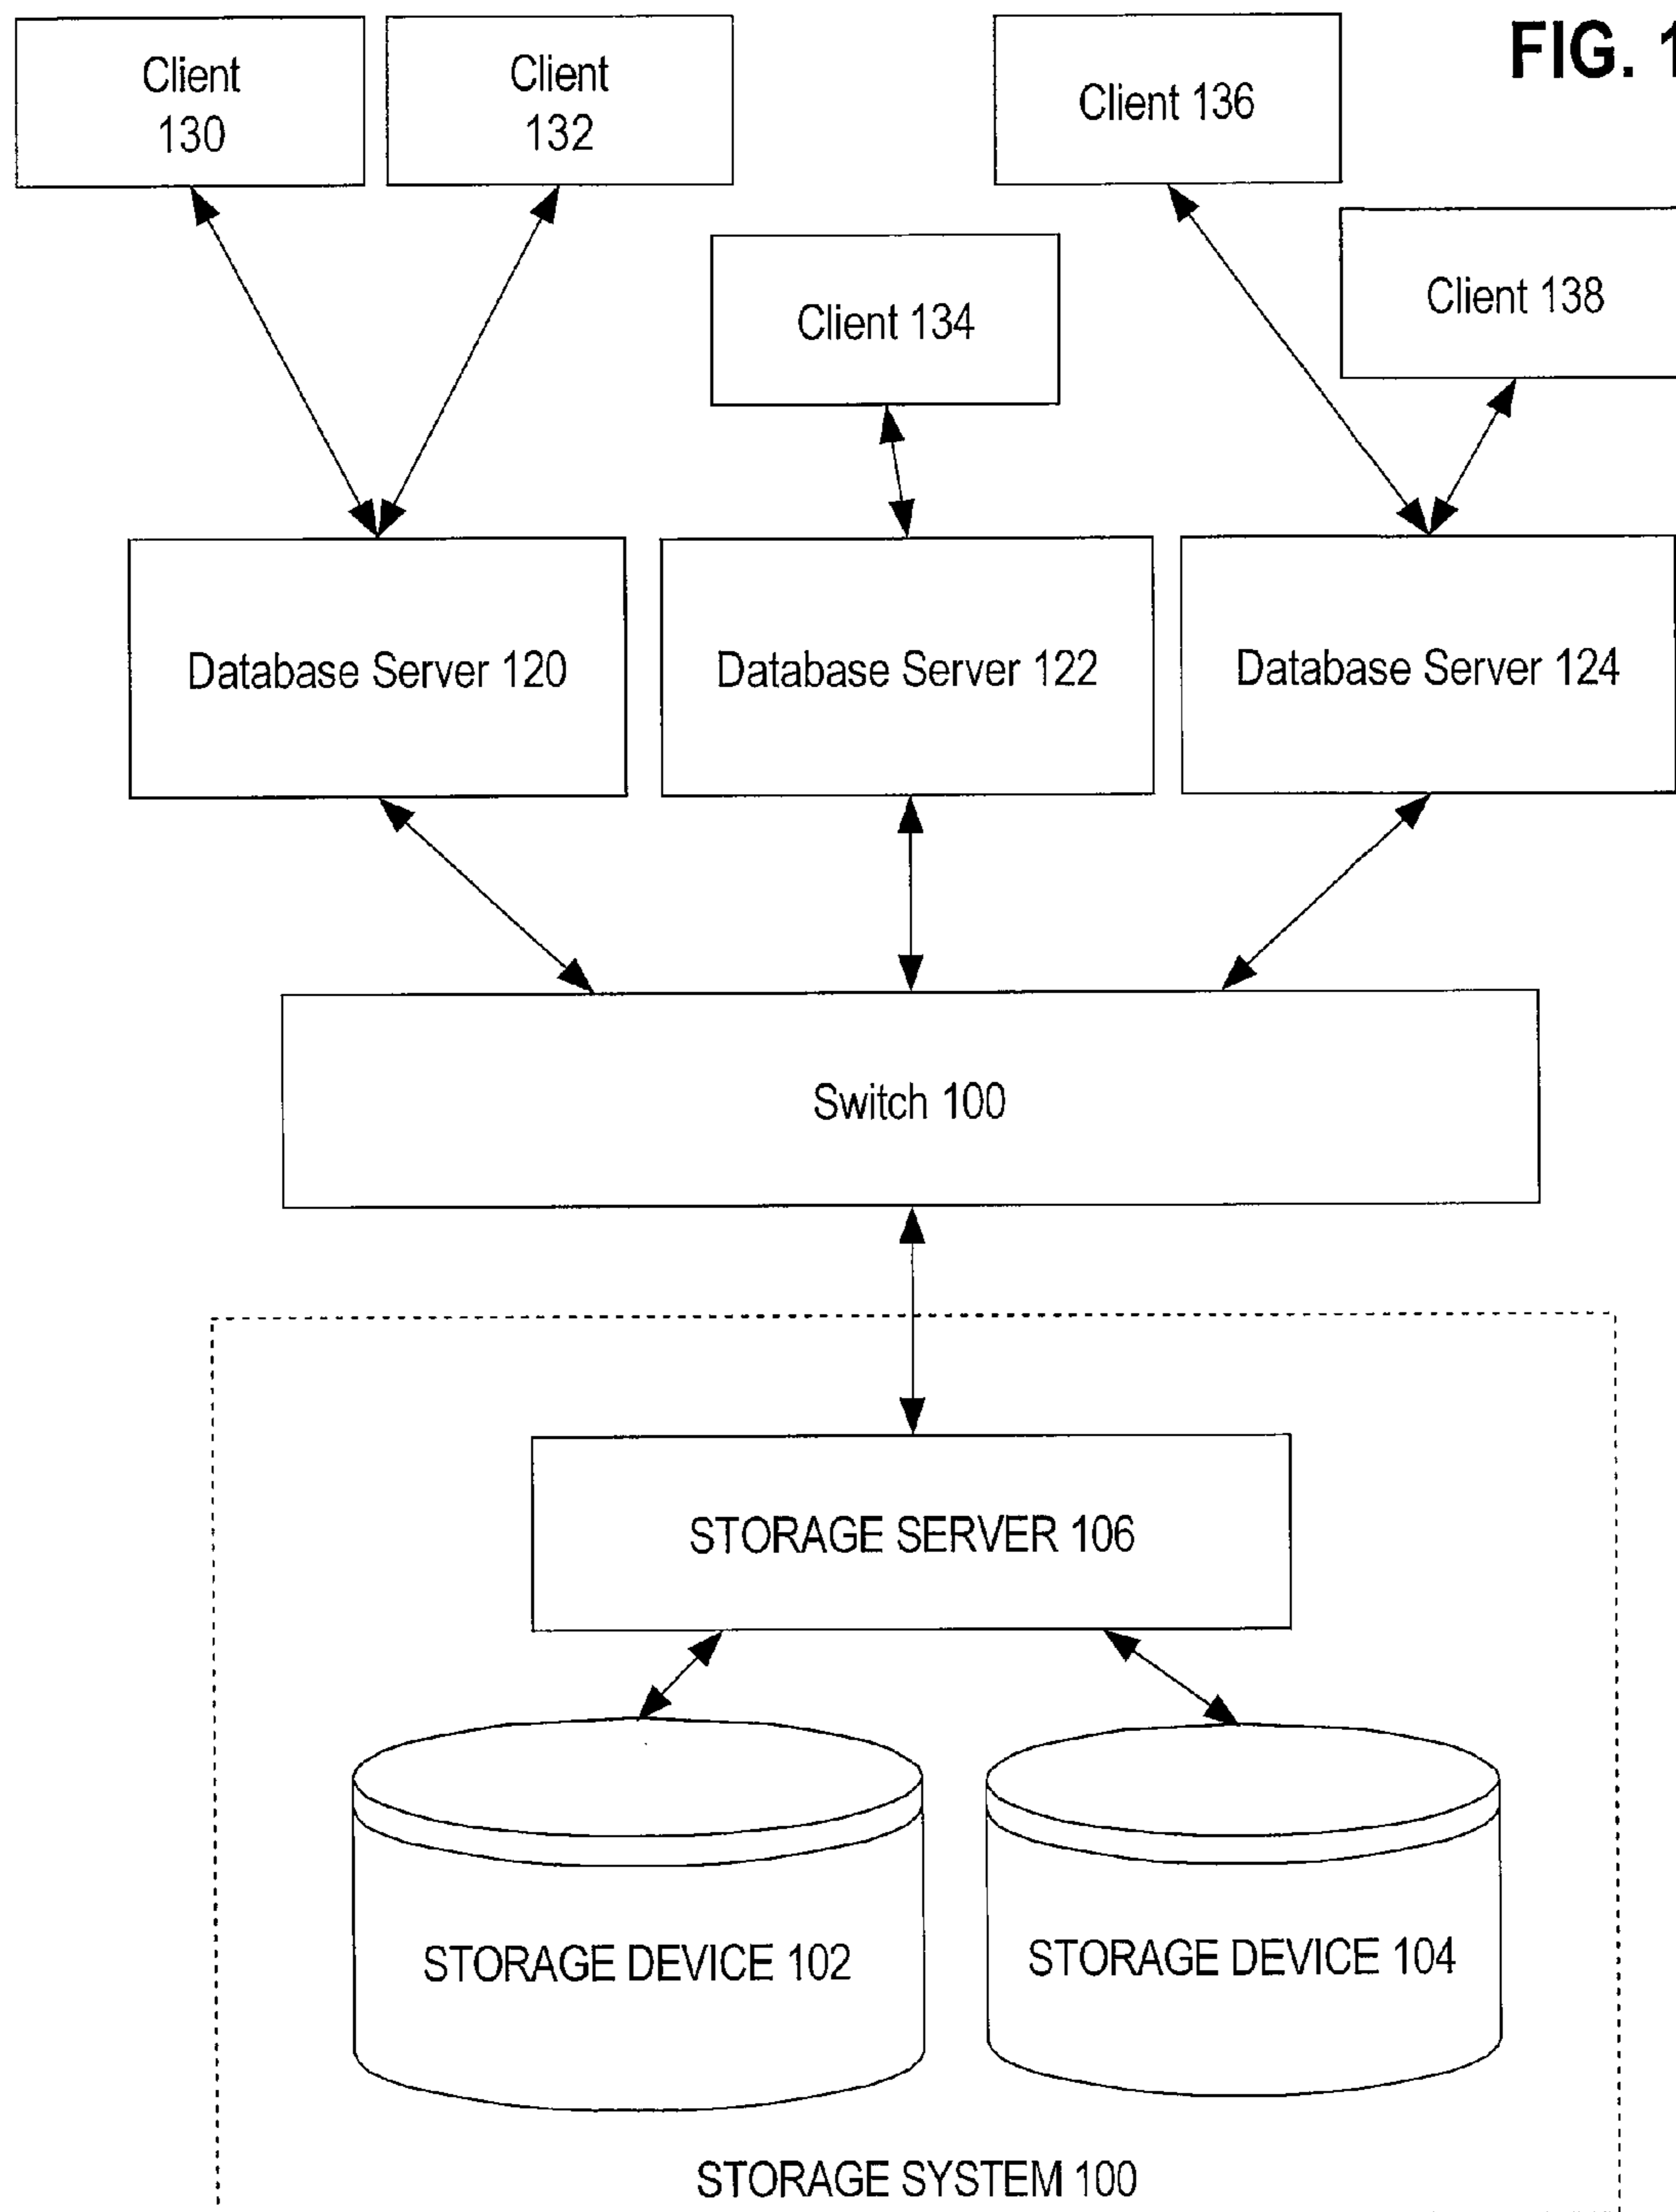 FIG. 1
Client
130
Client
132
Client 136
Client 138
Client 134
Database Server 120
Database Server 122
Database Server 124
Switch 100
STORAGE SERVER 106
STORAGE DEVICE 102
STORAGE DEVICE 104
STORAGE SYSTEM 100